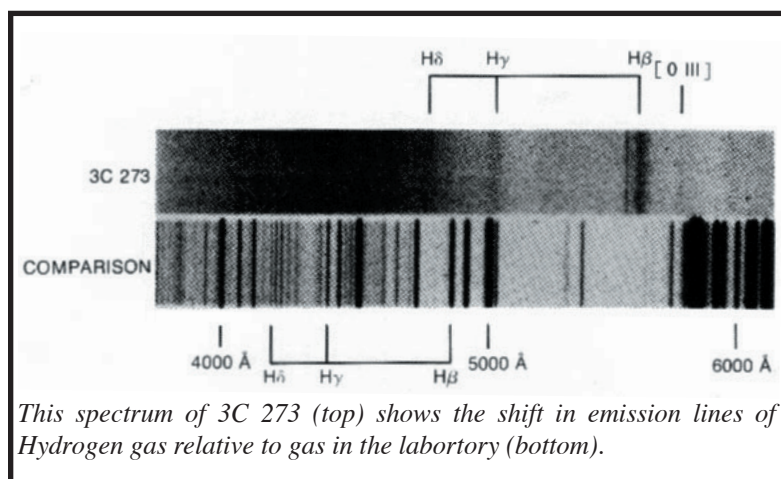 Hδ Hγ Hβ
[O III]
3C 273
COMPARISON
4000 Å 5000 Å 6000 Å
Hδ Hγ Hβ
This spectrum of 3C 273 (top) shows the shift in emission lines of
Hydrogen gas relative to gas in the labortory (bottom).